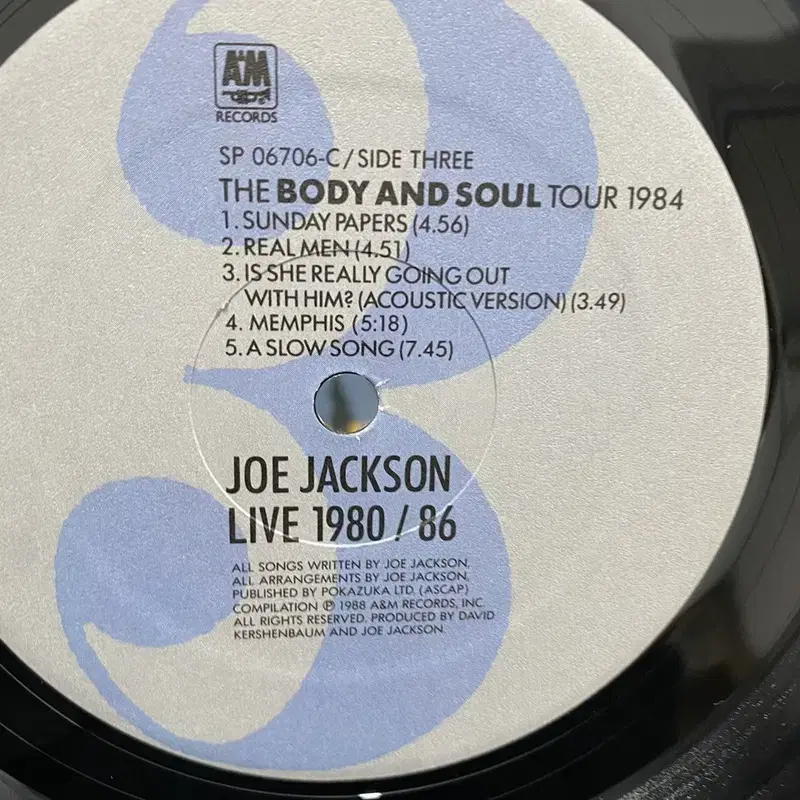 A&M
RECORDS
SP 06706-C/SIDE THREE
THE BODY AND SOUL TOUR 1984
1. SUNDAY PAPERS (4.56)
2. REAL MEN (4.51)
3. IS SHE REALLY GOING OUT
WITH HIM? (ACOUSTIC VERSION) (3.49)
4. MEMPHIS (5:18)
5. A SLOW SONG (7.45)
JOE JACKSON
LIVE 1980 / 86
ALL SONGS WRITTEN BY JOE JACKSON.
ALL ARRANGEMENTS BY JOE JACKSON.
PUBLISHED BY POKAZUKA LTD. (ASCAP)
COMPILATION ℗ 1988 A&M RECORDS, INC.
ALL RIGHTS RESERVED. PRODUCED BY DAVID
KERSHENBAUM AND JOE JACKSON.
3